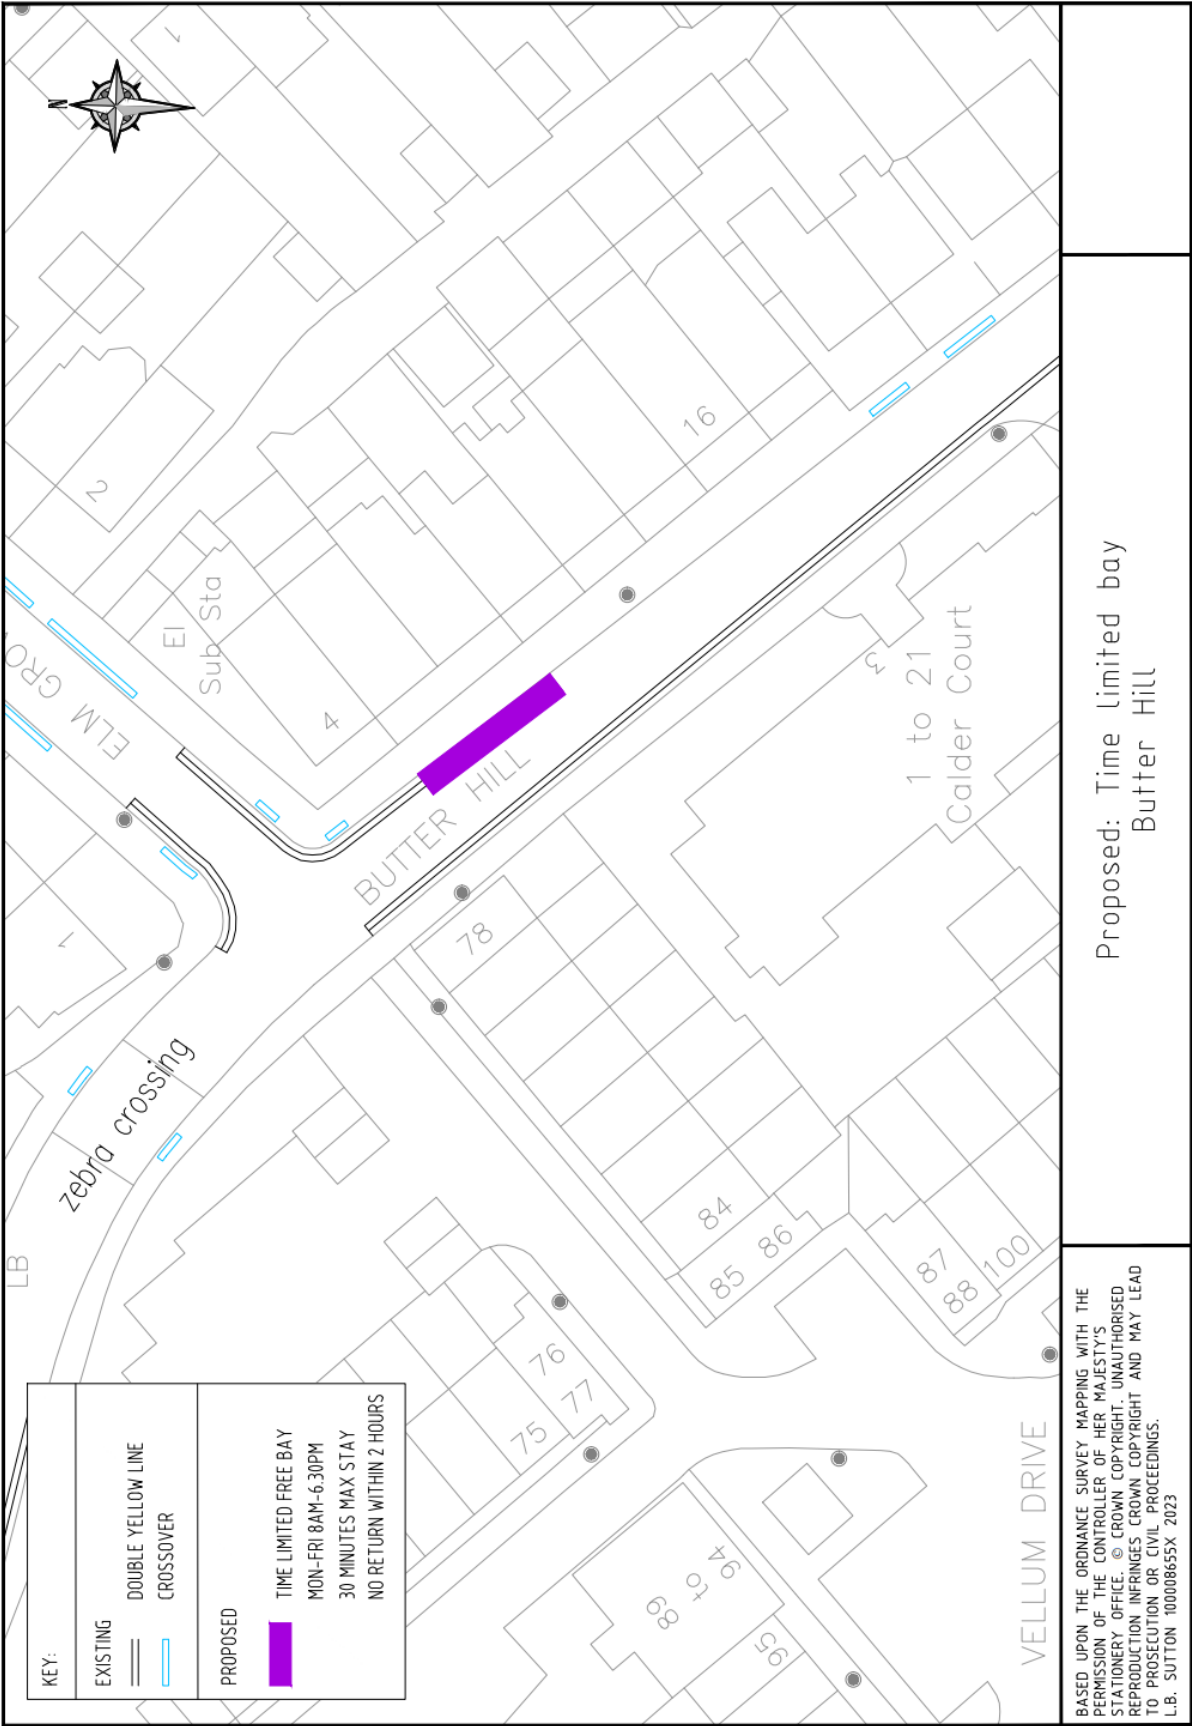 N
1
2
ELM GRO
El
Sub Sta
4
16
BUTTER HILL
3
1 to 21
Calder Court
1
78
zebra crossing
LB
84
85
86
87
88
100
76
77
75
89 to 94
95
VELLUM DRIVE
KEY:
EXISTING
DOUBLE YELLOW LINE
CROSSOVER
PROPOSED
TIME LIMITED FREE BAY
MON-FRI 8AM-6.30PM
30 MINUTES MAX STAY
NO RETURN WITHIN 2 HOURS
BASED UPON THE ORDNANCE SURVEY MAPPING WITH THE
PERMISSION OF THE CONTROLLER OF HER MAJESTY'S
STATIONERY OFFICE. © CROWN COPYRIGHT. UNAUTHORISED
REPRODUCTION INFRINGES CROWN COPYRIGHT AND MAY LEAD
TO PROSECUTION OR CIVIL PROCEEDINGS.
L.B. SUTTON 100008655X 2023
Proposed: Time limited bay
Butter Hill